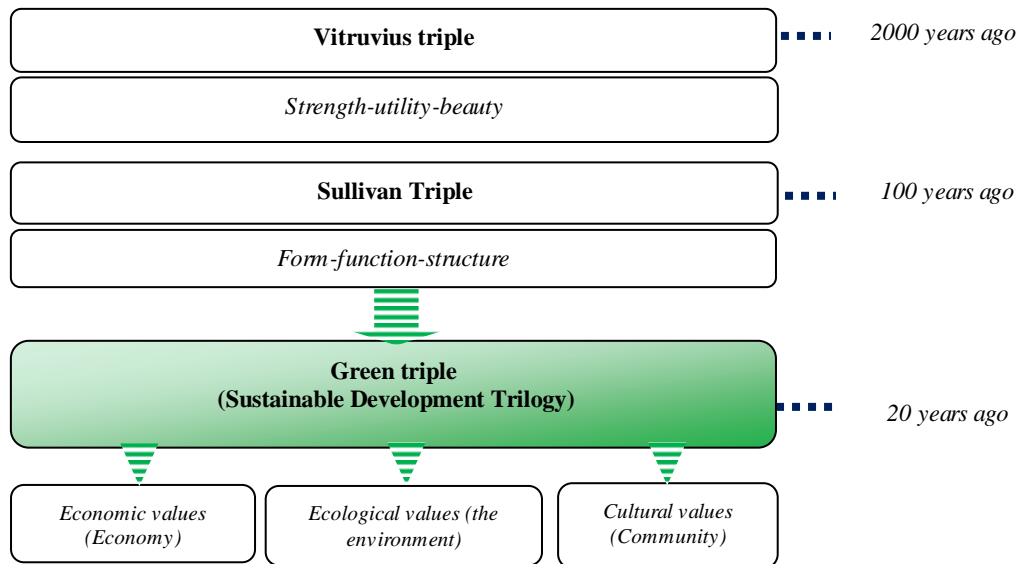 Vitruvius triple
2000 years ago
Strength-utility-beauty
Sullivan Triple
100 years ago
Form-function-structure
Green triple
(Sustainable Development Trilogy)
20 years ago
Economic values
(Economy)
Ecological values (the
environment)
Cultural values
(Community)